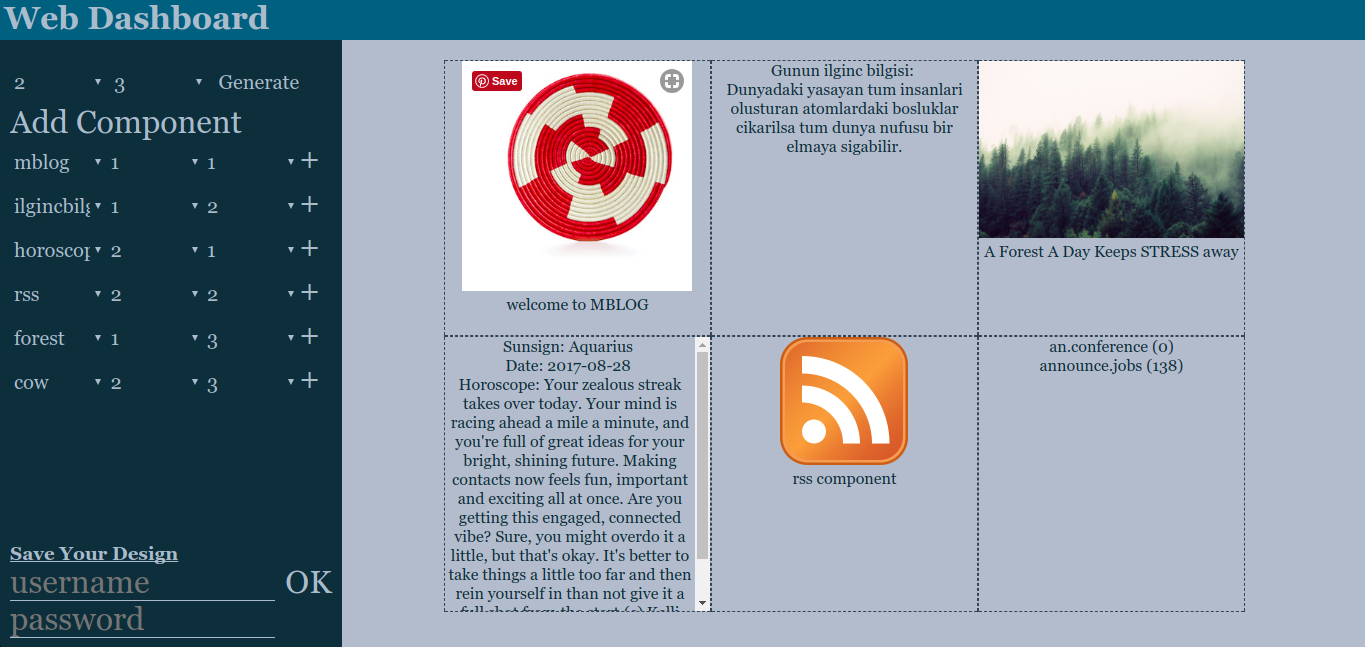 Web Dashboard
2 3 Generate
Add Component
mblog 1 1 +
ilgincbilg 1 2 +
horoscop 2 1 +
rss 2 2 +
forest 1 3 +
cow 2 3 +
Save Your Design
username OK
password
Save
welcome to MBLOG
Gunun ilginc bilgisi:
Dunyadaki yasayan tum insanlari
olusturan atomlardaki bosluklar
cikarilsa tum dunya nufusu bir
elmaya sigabilir.
A Forest A Day Keeps STRESS away
Sunsign: Aquarius
Date: 2017-08-28
Horoscope: Your zealous streak
takes over today. Your mind is
racing ahead a mile a minute, and
you're full of great ideas for your
bright, shining future. Making
contacts now feels fun, important
and exciting all at once. Are you
getting this engaged, connected
vibe? Sure, you might overdo it a
little, but that's okay. It's better to
take things a little too far and then
rein yourself in than not give it a
rss component
an.conference (0)
announce.jobs (138)